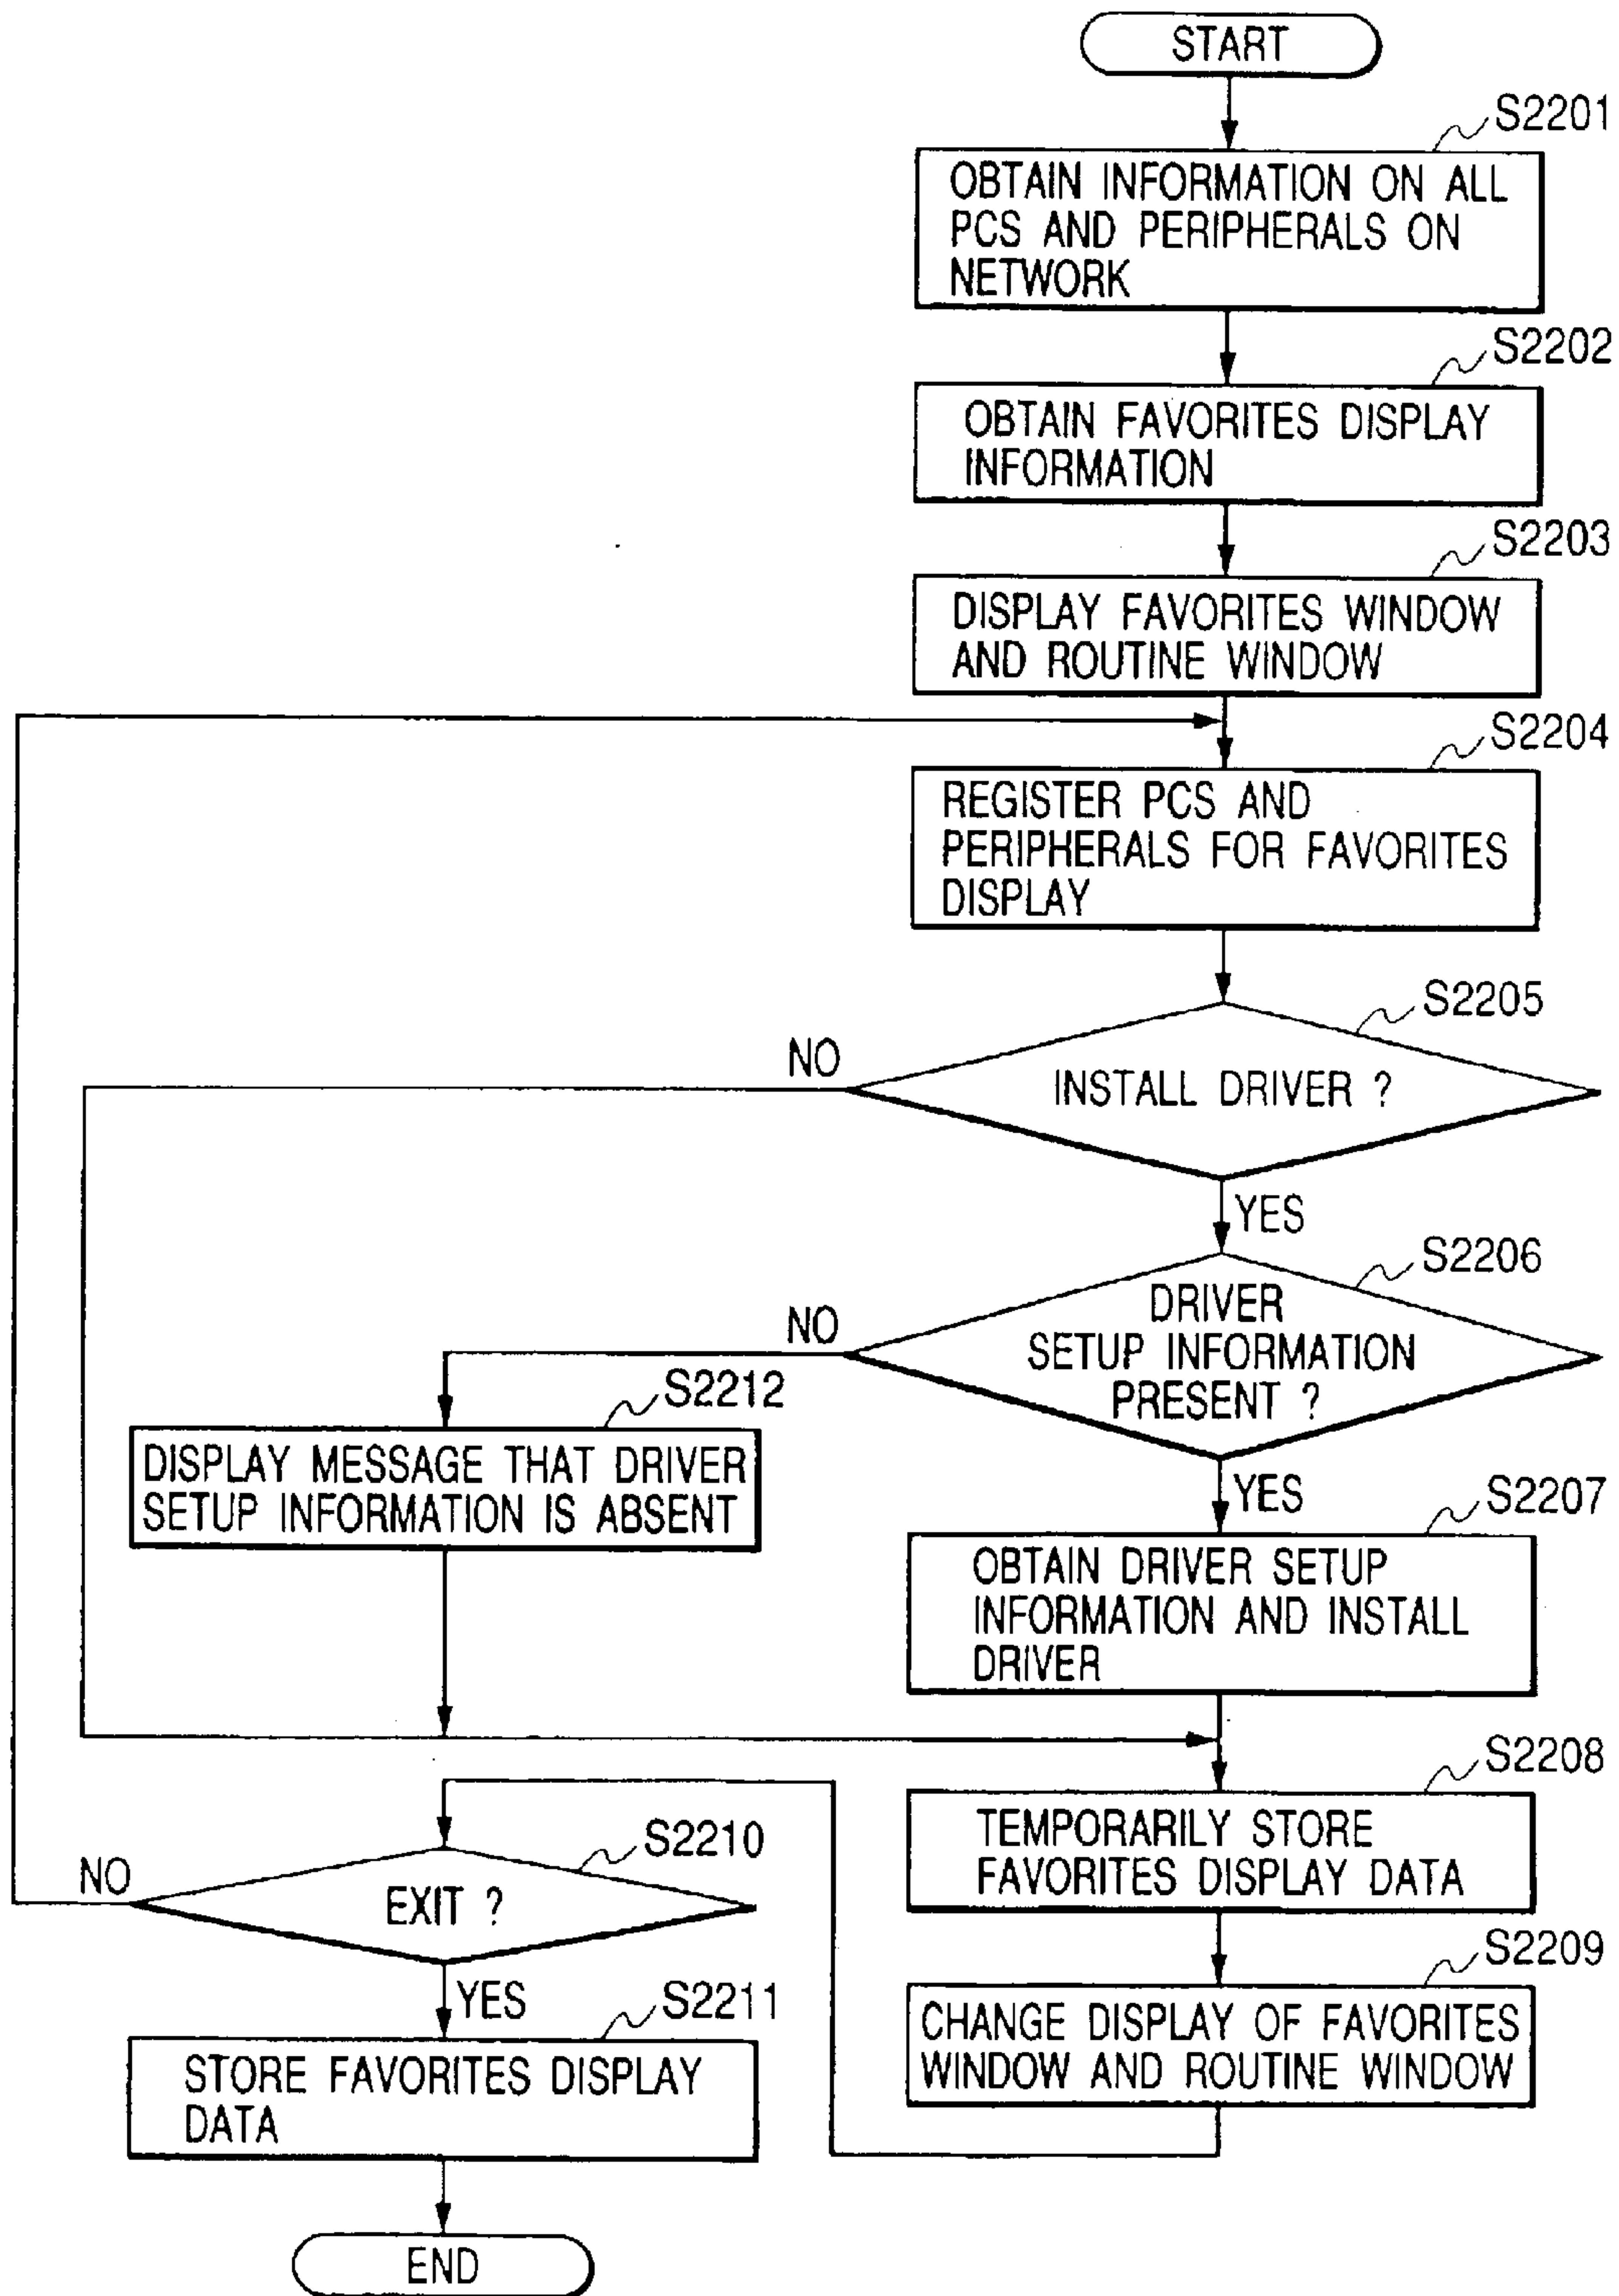 START
S2201
OBTAIN INFORMATION ON ALL
PCS AND PERIPHERALS ON
NETWORK
S2202
OBTAIN FAVORITES DISPLAY
INFORMATION
S2203
DISPLAY FAVORITES WINDOW
AND ROUTINE WINDOW
S2204
REGISTER PCS AND
PERIPHERALS FOR FAVORITES
DISPLAY
S2205
NO
INSTALL DRIVER ?
YES
S2206
NO
DRIVER
SETUP INFORMATION
PRESENT ?
S2212
DISPLAY MESSAGE THAT DRIVER
SETUP INFORMATION IS ABSENT
YES
S2207
OBTAIN DRIVER SETUP
INFORMATION AND INSTALL
DRIVER
S2208
TEMPORARILY STORE
FAVORITES DISPLAY DATA
S2209
CHANGE DISPLAY OF FAVORITES
WINDOW AND ROUTINE WINDOW
S2210
NO
EXIT ?
YES
S2211
STORE FAVORITES DISPLAY
DATA
END